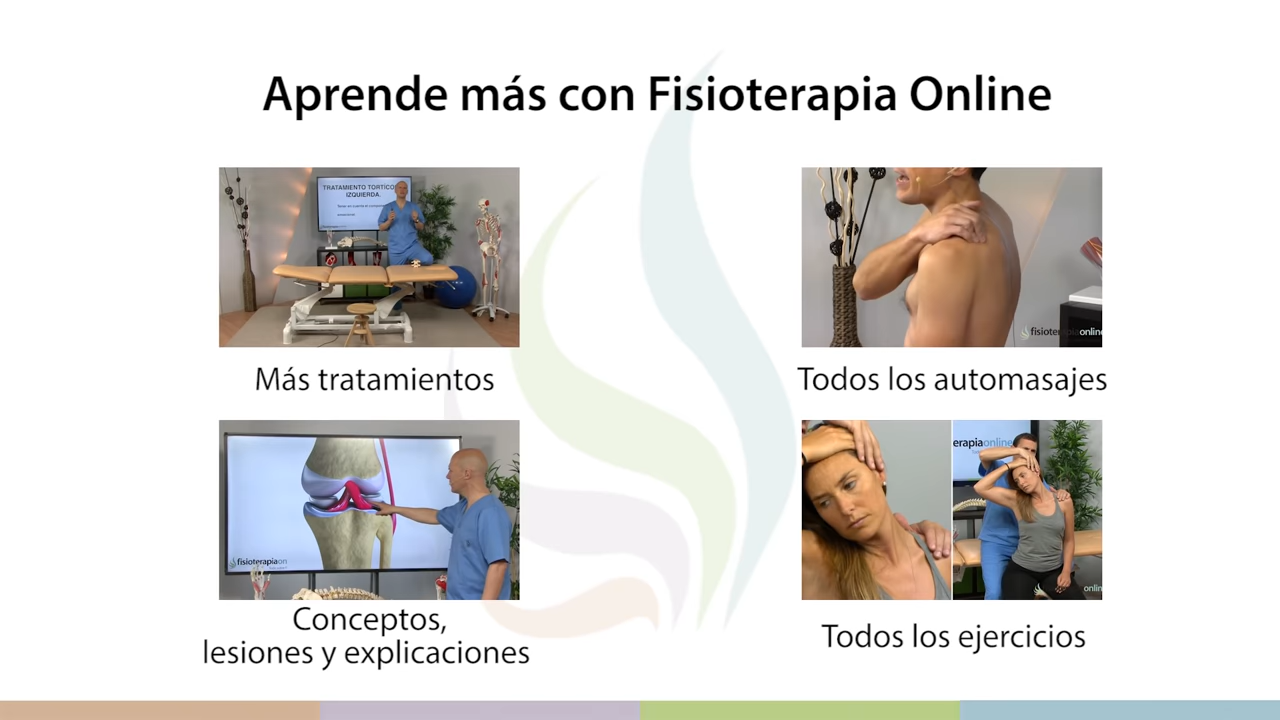 Aprende más con Fisioterapia Online
TRATAMIENTO TORTICO
IZQUIERDA.
Más tratamientos
fisioterapiaonline
Todos los automasajes
fisioterapiaon
Conceptos,
lesiones y explicaciones
erapiaonline
online
Todos los ejercicios